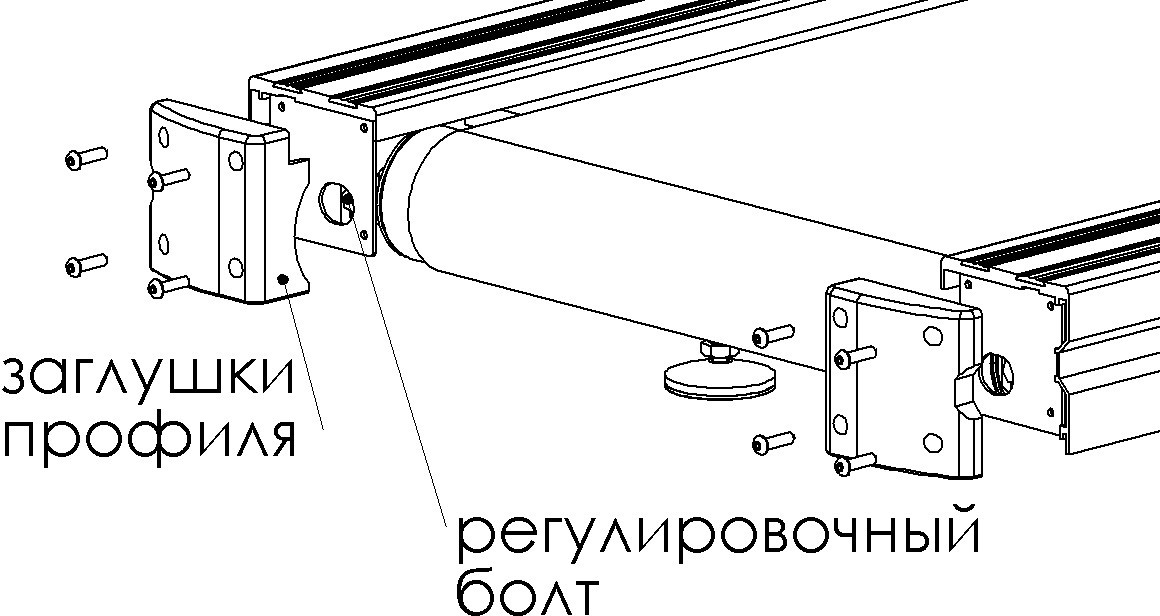 заглушки
профиля
регулировочный
болт